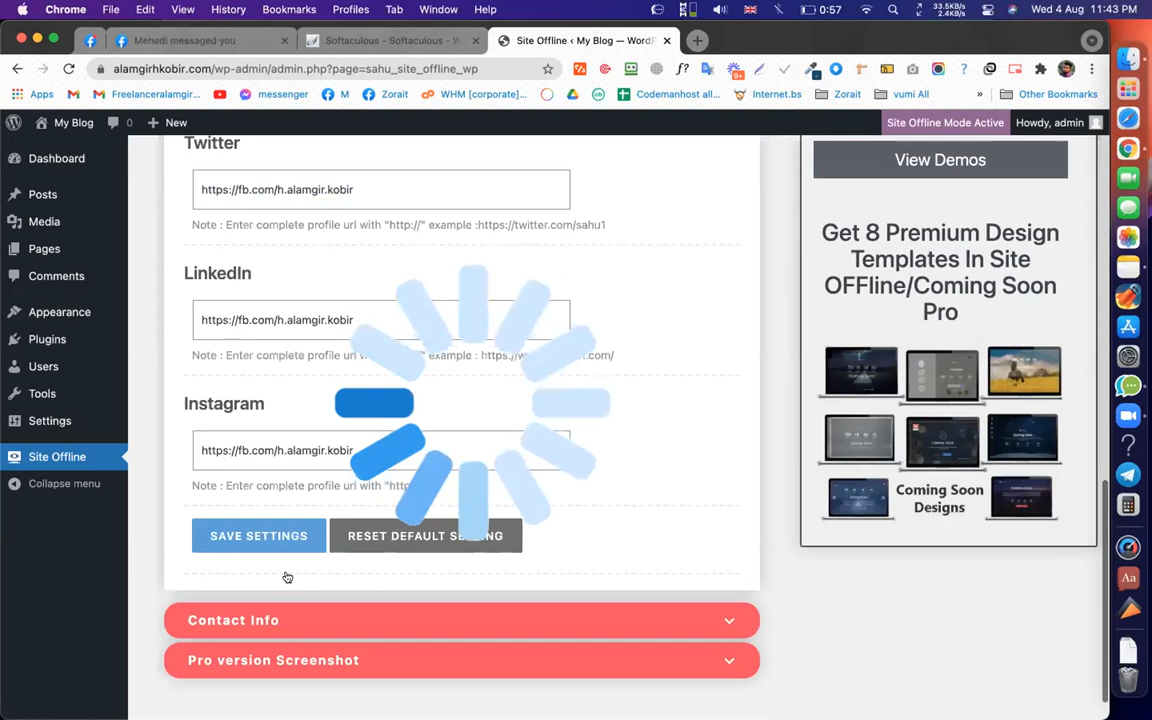 Chrome File Edit View History Bookmarks Profiles Tab Window Help 0:57 33.5KB/s 2.4KB/s Wed 4 Aug 11:43 PM
Mehedi messaged you Softaculous - Softaculous - W Site Offline ‹ My Blog — WordP
alamgirhkobir.com/wp-admin/admin.php?page=sahu_site_offline_wp
Apps Freelanceralamgir... messenger M Zorait WHM [corporate]... Codemanhost all... Internet.bs Zorait vumi All » Other Bookmarks
My Blog 0 New Site Offline Mode Active Howdy, admin
Dashboard
Posts
Media
Pages
Comments
Appearance
Plugins
Users
Tools
Settings
Site Offline
Collapse menu
Twitter
https://fb.com/h.alamgir.kobir
Note : Enter complete profile url with "http://" example :https://twitter.com/sahu1
LinkedIn
https://fb.com/h.alamgir.kobir
Note : Enter complete profile url example : https://
Instagram
https://fb.com/h.alamgir.kobir
Note : Enter complete profile url with "http
SAVE SETTINGS RESET DEFAULT
Contact Info
Pro version Screenshot
View Demos
Get 8 Premium Design
Templates In Site
OFFline/Coming Soon
Pro
Coming Soon
Designs